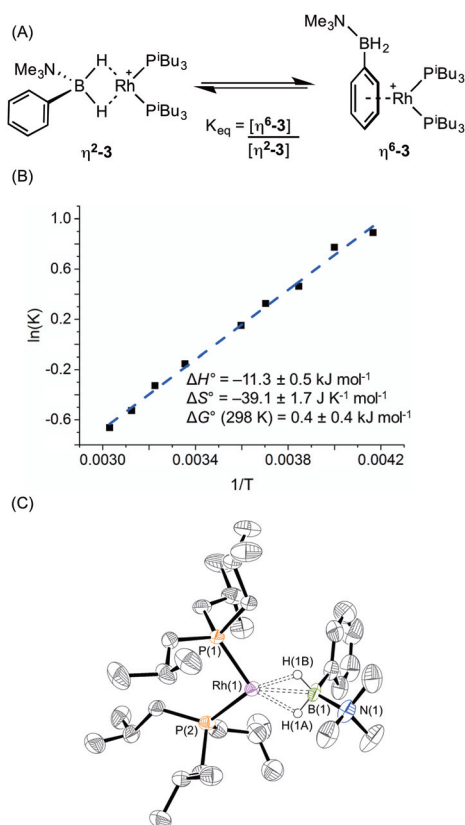 (A)
Me₃N
H
B
H
Rh
+
PiBu₃
PiBu₃
η²-3
Kₑq = [η⁶-3]
[η²-3]
Me₃N
BH₂
+
Rh
PiBu₃
PiBu₃
η⁶-3
(B)
ln(K)
1.0
0.6
0.2
-0.2
-0.6
ΔH° = –11.3 ± 0.5 kJ mol⁻¹
ΔS° = –39.1 ± 1.7 J K⁻¹ mol⁻¹
ΔG° (298 K) = 0.4 ± 0.4 kJ mol⁻¹
0.0030 0.0034 0.0038 0.0042
1/T
(C)
P(1)
H(1B)
Rh(1)
B(1)
N(1)
H(1A)
P(2)